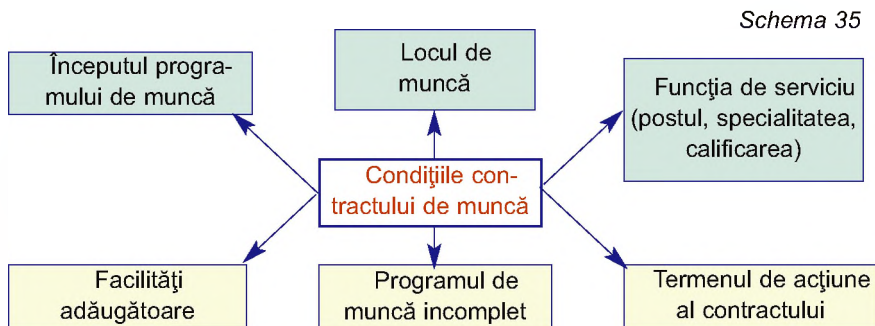 Schema 35
Începutul progra-
mului de muncă
Locul de
muncă
Funcţia de serviciu
(postul, specialitatea,
calificarea)
Condiţiile con-
tractului de muncă
Facilităţi
adăugătoare
Programul de
muncă incomplet
Termenul de acţiune
al contractului